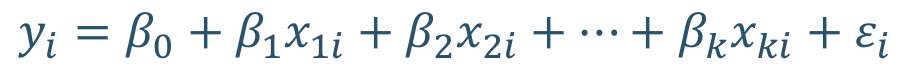 yᵢ = β₀ + β₁x₁ᵢ + β₂x₂ᵢ + ⋯ + βₖxₖᵢ + εᵢ